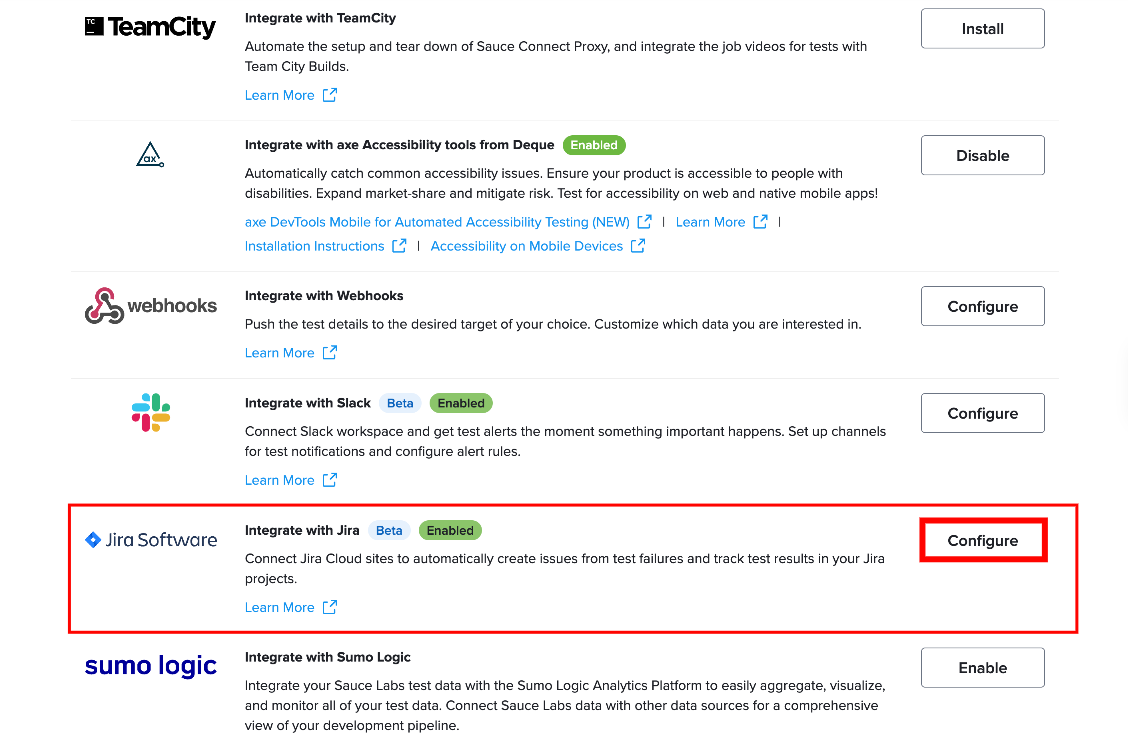 TC
TeamCity
Integrate with TeamCity
Install
Automate the setup and tear down of Sauce Connect Proxy, and integrate the job videos for tests with
Team City Builds.
Learn More
ax
Integrate with axe Accessibility tools from Deque Enabled
Disable
Automatically catch common accessibility issues. Ensure your product is accessible to people with
disabilities. Expand market-share and mitigate risk. Test for accessibility on web and native mobile apps!
axe DevTools Mobile for Automated Accessibility Testing (NEW) | Learn More |
Installation Instructions | Accessibility on Mobile Devices
webhooks
Integrate with Webhooks
Configure
Push the test details to the desired target of your choice. Customize which data you are interested in.
Learn More
Integrate with Slack Beta Enabled
Configure
Connect Slack workspace and get test alerts the moment something important happens. Set up channels
for test notifications and configure alert rules.
Learn More
Jira Software
Integrate with Jira Beta Enabled
Configure
Connect Jira Cloud sites to automatically create issues from test failures and track test results in your Jira
projects.
Learn More
sumo logic
Integrate with Sumo Logic
Enable
Integrate your Sauce Labs test data with the Sumo Logic Analytics Platform to easily aggregate, visualize,
and monitor all of your test data. Connect Sauce Labs data with other data sources for a comprehensive
view of your development pipeline.